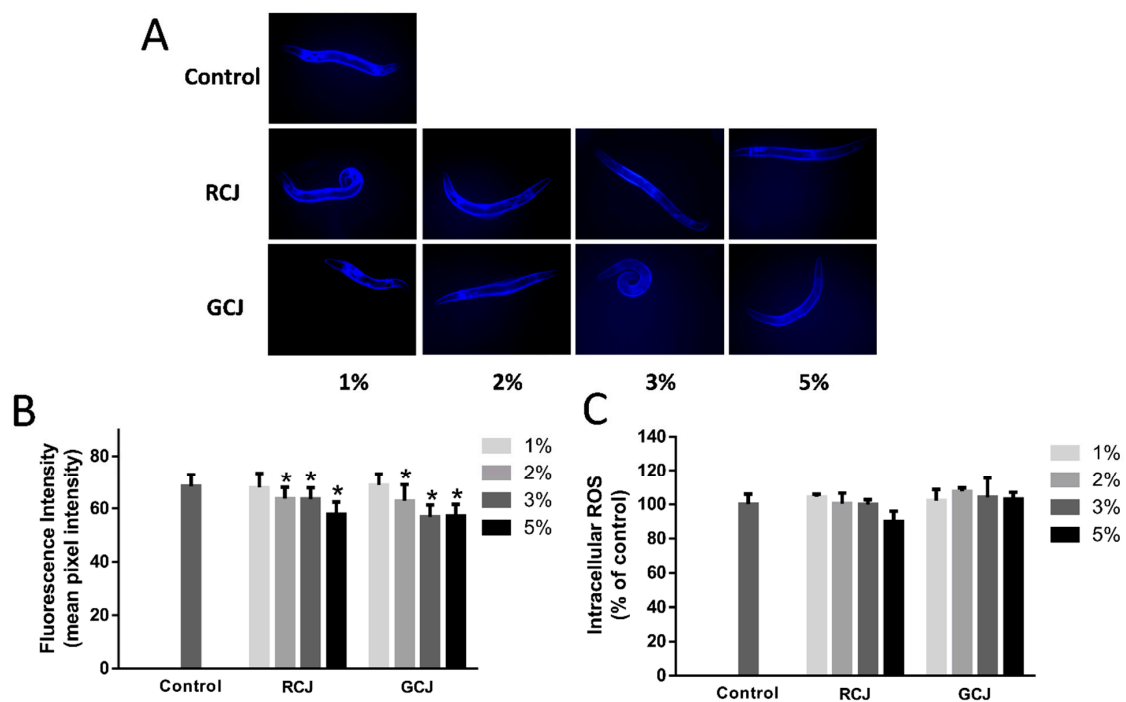 A
Control
RCJ
GCJ
1% 2% 3% 5%
B
Fluorescence Intensity
(mean pixel intensity)
80
60
40
20
0
* * *
* * *
Control RCJ GCJ
1%
2%
3%
5%
C
Intracellular ROS
(% of control)
140
120
100
80
60
40
20
0
Control RCJ GCJ
1%
2%
3%
5%